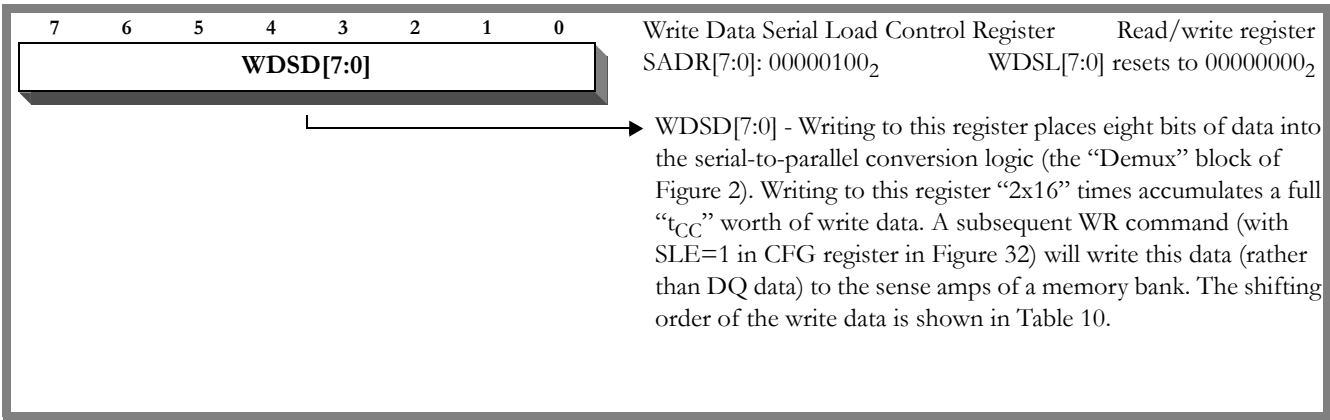 7 6 5 4 3 2 1 0
WDSD[7:0]
Write Data Serial Load Control Register Read/write register
SADR[7:0]: 00000100₂ WDSL[7:0] resets to 00000000₂
WDSD[7:0] - Writing to this register places eight bits of data into
the serial-to-parallel conversion logic (the “Demux” block of
Figure 2). Writing to this register “2x16” times accumulates a full
“t_CC” worth of write data. A subsequent WR command (with
SLE=1 in CFG register in Figure 32) will write this data (rather
than DQ data) to the sense amps of a memory bank. The shifting
order of the write data is shown in Table 10.